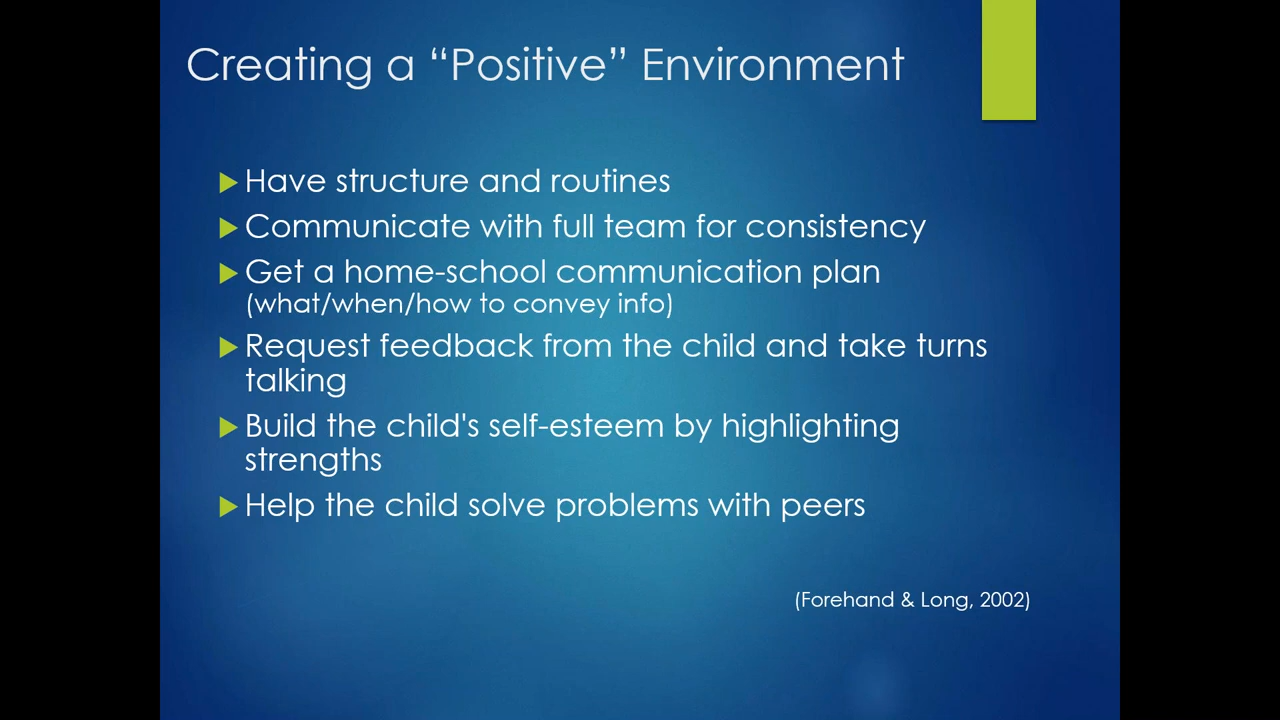 Creating a “Positive” Environment
Have structure and routines
Communicate with full team for consistency
Get a home-school communication plan
(what/when/how to convey info)
Request feedback from the child and take turns
talking
Build the child's self-esteem by highlighting
strengths
Help the child solve problems with peers
(Forehand & Long, 2002)